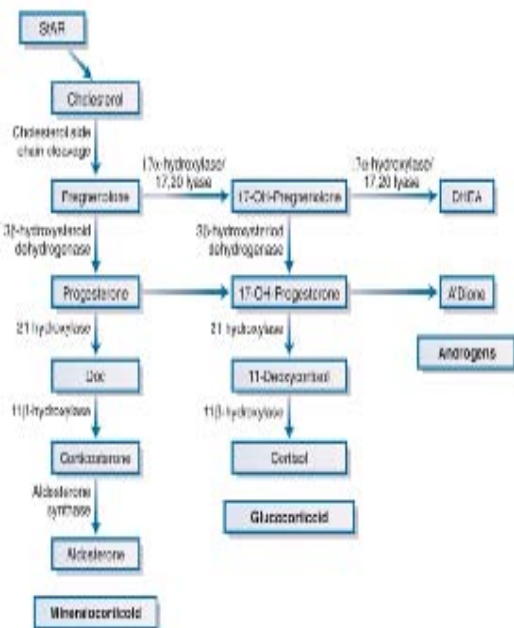 StAR
Cholesterol
Cholesterol side
chain cleavage
17α-hydroxylase/
17,20 lyase
17α-hydroxylase/
17,20 lyase
Pregnenolone
17-OH-Pregnenolone
DHEA
3β-hydroxysteroid
dehydrogenase
3β-hydroxysteriod
dehydrogenase
Progesterone
17-OH-Progesterone
A'Dione
21 hydroxylase
21 hydroxylase
Androgens
Doc
11-Deoxycortisol
11β-hydroxylase
11β-hydroxylase
Corticosterone
Cortisol
Aldosterone
synthase
Glucocorticoid
Aldosterone
Mineralocorticoid